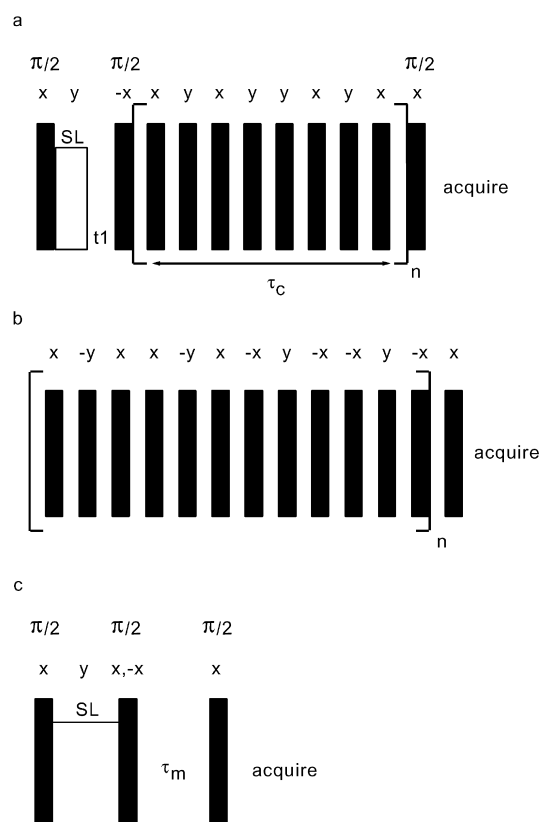 a
π/2 π/2 π/2
x y -x x y x y y x y x x
SL
t1
acquire
n
τc
b
x -y x x -y x -x y -x -x y -x x
acquire
n
c
π/2 π/2 π/2
x y x,-x x
SL
τm acquire